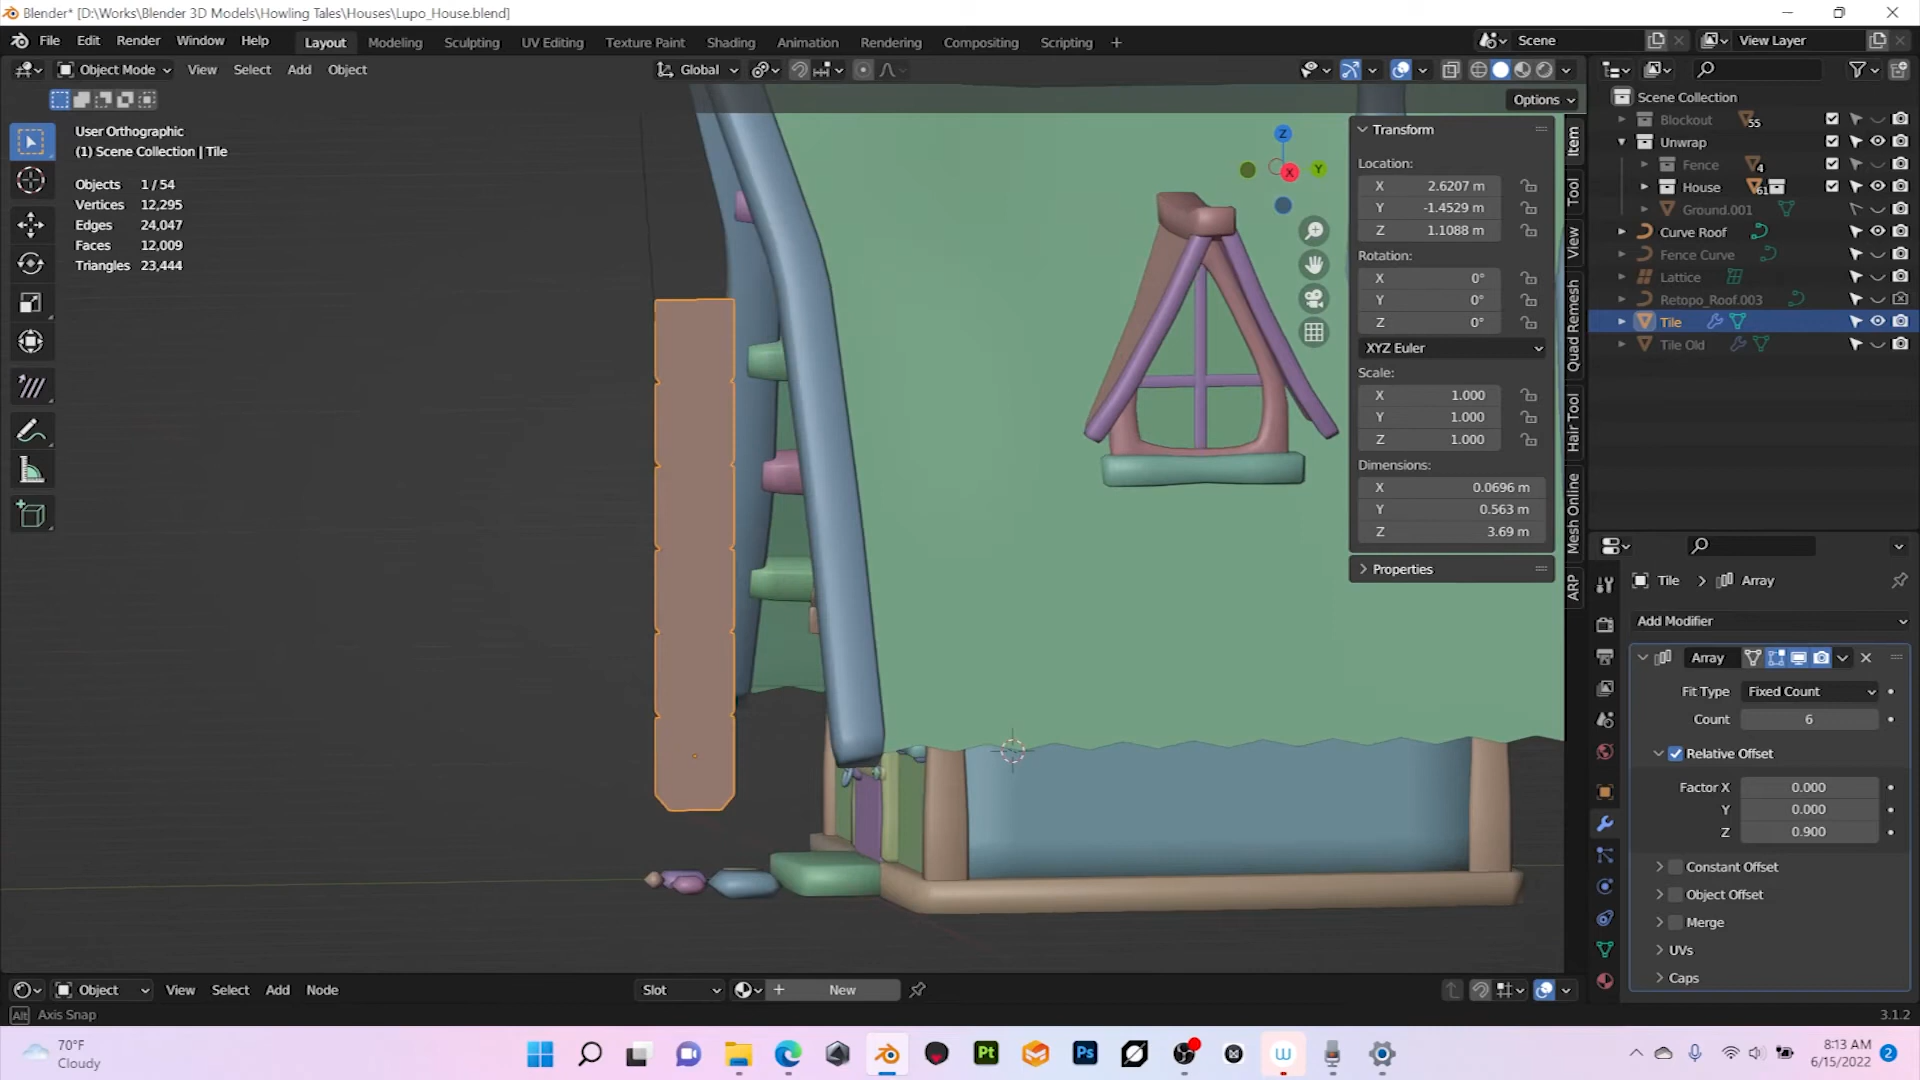 Blender* [D:\Works\Blender 3D Models\Howling Tales\Houses\Lupo_House.blend]
File Edit Render Window Help Layout Modeling Sculpting UV Editing Texture Paint Shading Animation Rendering Compositing Scripting + Scene View Layer
Object Mode View Select Add Object Global
Options
User Orthographic
(1) Scene Collection | Tile
Objects 1 / 54
Vertices 12,295
Edges 24,047
Faces 12,009
Triangles 23,444
Z
Y
X
Transform
Location:
X 2.6207 m
Y -1.4529 m
Z 1.1088 m
Rotation:
X 0°
Y 0°
Z 0°
XYZ Euler
Scale:
X 1.000
Y 1.000
Z 1.000
Dimensions:
X 0.0696 m
Y 0.563 m
Z 3.69 m
Properties
Item
Tool
View
Quad Remesh
Hair Tool
Mesh Online
ARP
Scene Collection
Blockout 55
Unwrap
Fence 4
House 61
Ground.001
Curve Roof
Fence Curve
Lattice
Retopo_Roof.003
Tile
Tile Old
Tile Array
Add Modifier
Array
Fit Type Fixed Count
Count 6
Relative Offset
Factor X 0.000
Y 0.000
Z 0.900
Constant Offset
Object Offset
Merge
UVs
Caps
Object View Select Add Node Slot New
Alt Axis Snap
3.1.2
70°F
Cloudy
Pt
Ps
W
8:13 AM
6/15/2022
2